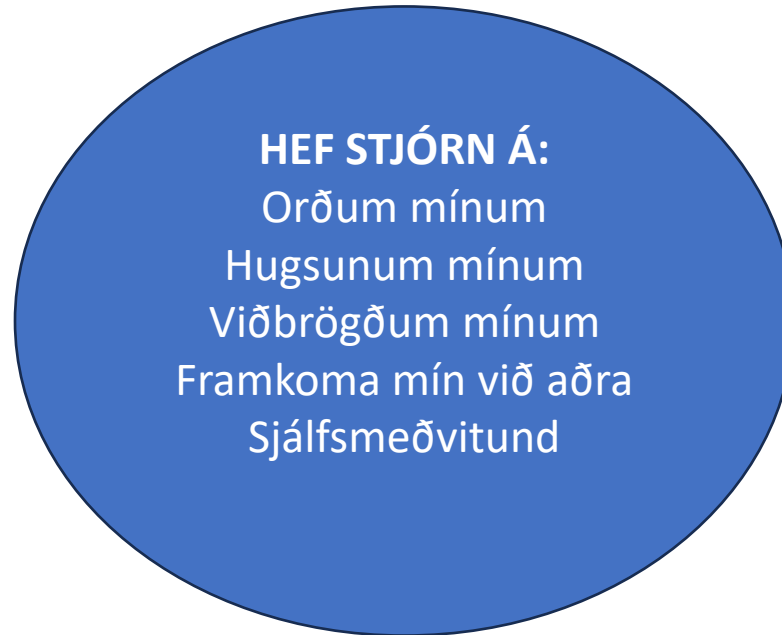 HEF STJÓRN Á:
Orðum mínum
Hugsunum mínum
Viðbrögðum mínum
Framkoma mín við aðra
Sjálfsmeðvitund